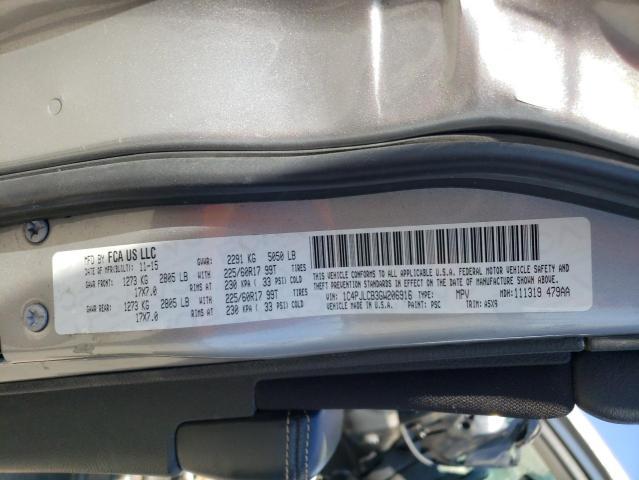 MFD BY FCA US LLC
DATE OF MFR(BUILT): 11-15
GVWR: 2291 KG 5050 LB
GAWR FRONT: 1273 KG 2805 LB WITH 225/60R17 99T TIRES
17X7.0 RIMS AT 230 KPA ( 33 PSI) COLD
GAWR REAR: 1273 KG 2805 LB WITH 225/60R17 99T TIRES
17X7.0 RIMS AT 230 KPA ( 33 PSI) COLD
THIS VEHICLE CONFORMS TO ALL APPLICABLE U.S.A. FEDERAL MOTOR VEHICLE SAFETY AND
THEFT PREVENTION STANDARDS IN EFFECT ON THE DATE OF MANUFACTURE SHOWN ABOVE.
VIN: 1C4PJLCB3GW206916 TYPE: MPV MDH: 111319 479AA
VEHICLE MADE IN U.S.A. PAINT: PSC TRIM: A5X9